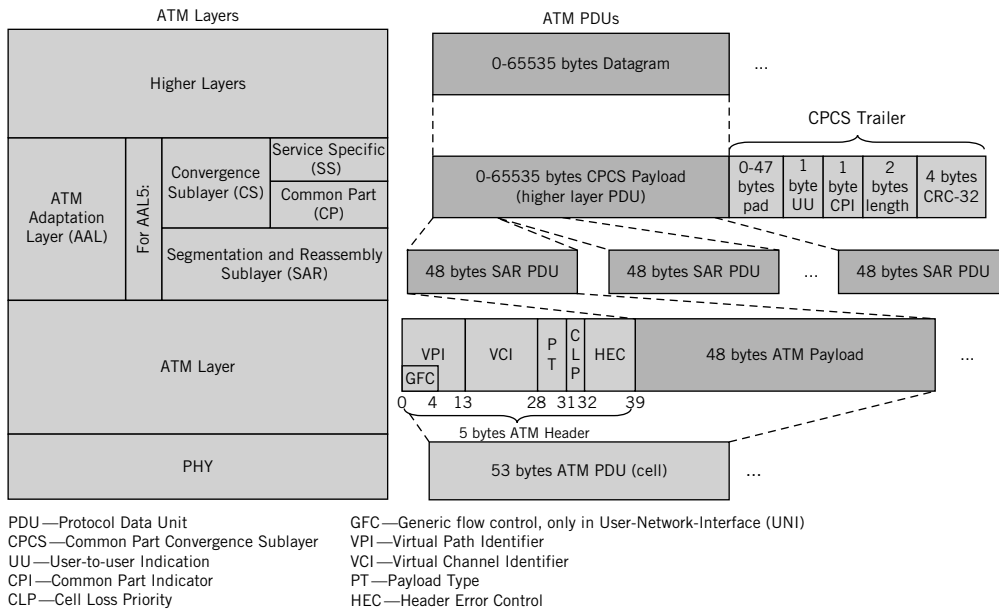 ATM Layers
ATM PDUs
Higher Layers
0-65535 bytes Datagram
...
CPCS Trailer
ATM
Adaptation
Layer (AAL)
For AAL5:
Convergence
Sublayer (CS)
Service Specific
(SS)
Common Part
(CP)
Segmentation and Reassembly
Sublayer (SAR)
0-65535 bytes CPCS Payload
(higher layer PDU)
0-47
bytes
pad
1
byte
UU
1
byte
CPI
2
bytes
length
4 bytes
CRC-32
48 bytes SAR PDU
48 bytes SAR PDU
...
48 bytes SAR PDU
ATM Layer
VPI
GFC
VCI
P
T
C
L
P
HEC
48 bytes ATM Payload
...
0 4 13 28 31 32 39
5 bytes ATM Header
PHY
53 bytes ATM PDU (cell)
...
PDU—Protocol Data Unit
CPCS—Common Part Convergence Sublayer
UU—User-to-user Indication
CPI—Common Part Indicator
CLP—Cell Loss Priority
GFC—Generic flow control, only in User-Network-Interface (UNI)
VPI—Virtual Path Identifier
VCI—Virtual Channel Identifier
PT—Payload Type
HEC—Header Error Control